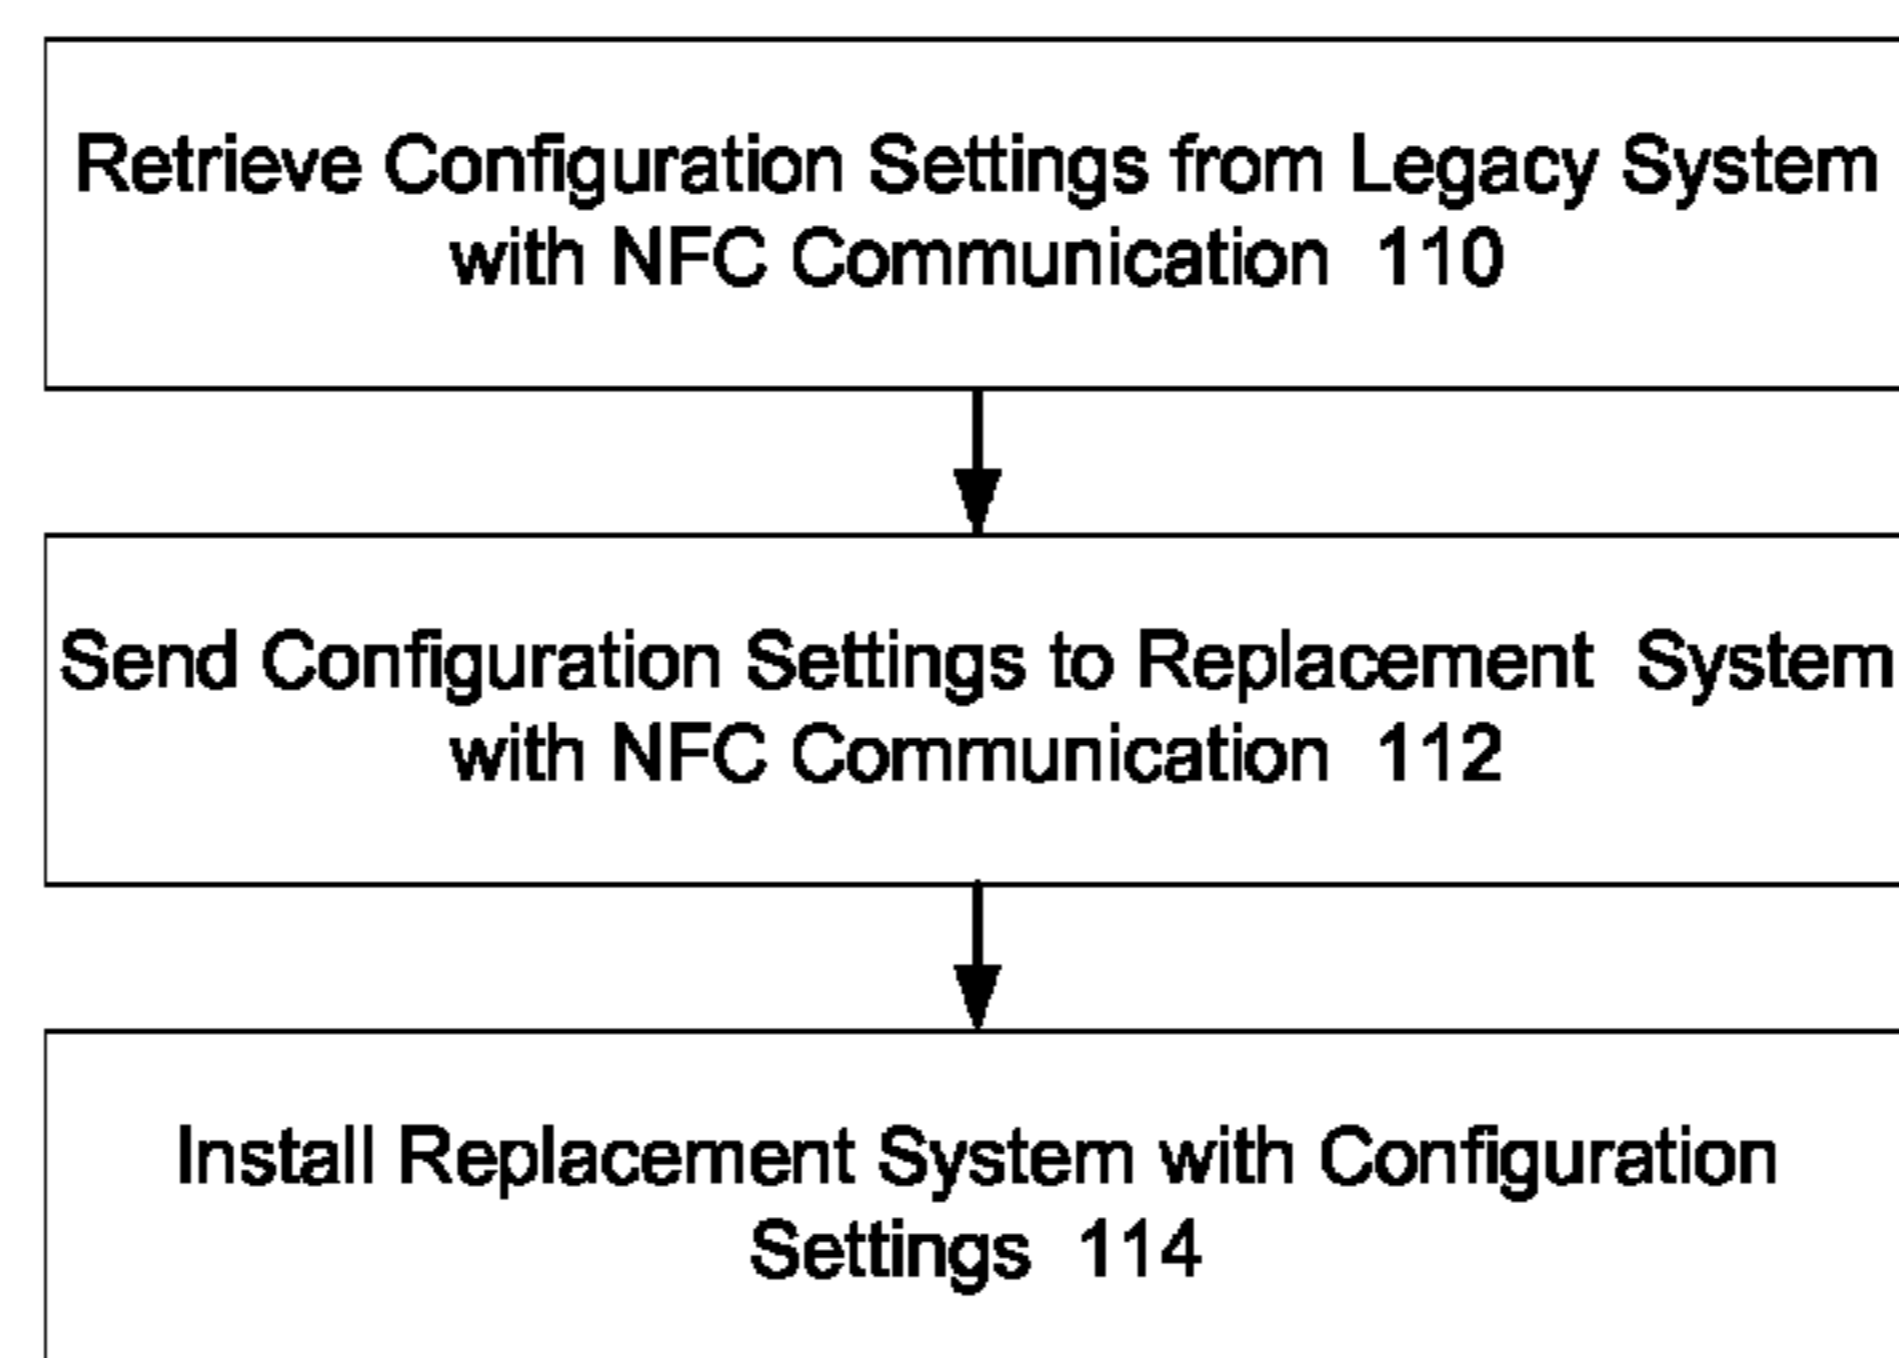 Retrieve Configuration Settings from Legacy System
with NFC Communication 110
Send Configuration Settings to Replacement System
with NFC Communication 112
Install Replacement System with Configuration
Settings 114